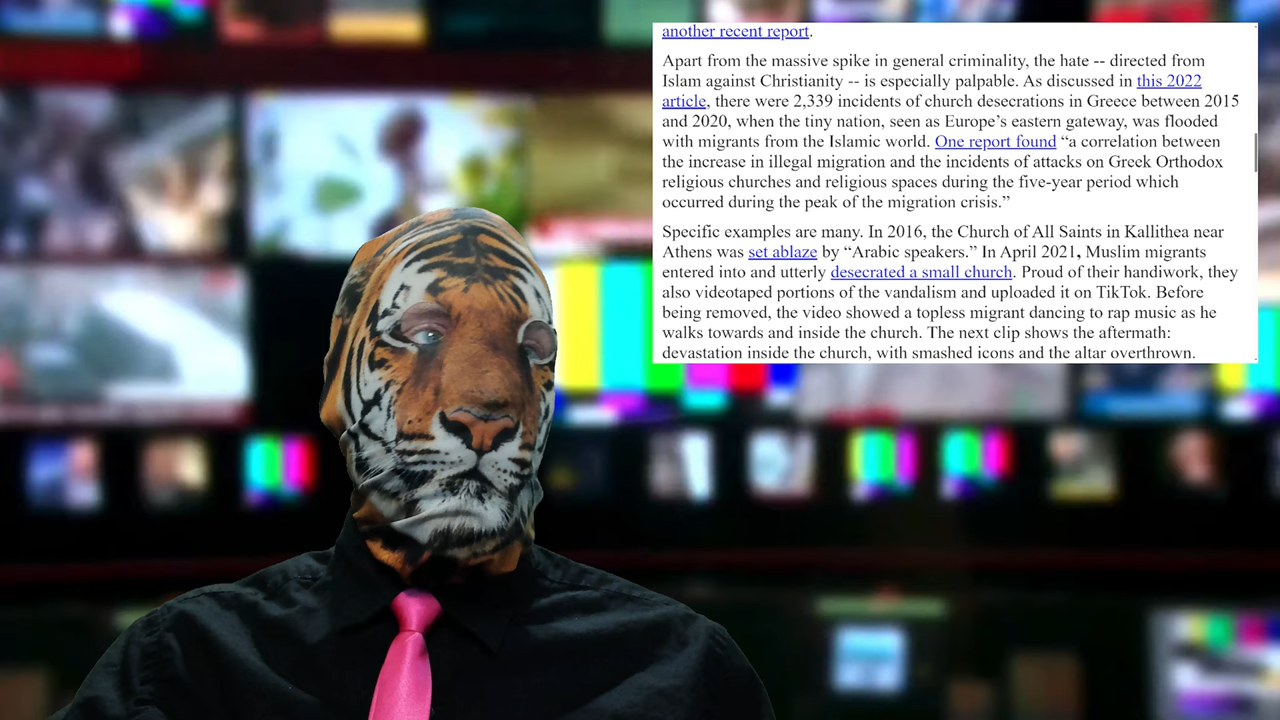 another recent report.
Apart from the massive spike in general criminality, the hate -- directed from
Islam against Christianity -- is especially palpable. As discussed in this 2022
article, there were 2,339 incidents of church desecrations in Greece between 2015
and 2020, when the tiny nation, seen as Europe’s eastern gateway, was flooded
with migrants from the Islamic world. One report found “a correlation between
the increase in illegal migration and the incidents of attacks on Greek Orthodox
religious churches and religious spaces during the five-year period which
occurred during the peak of the migration crisis.”
Specific examples are many. In 2016, the Church of All Saints in Kallithea near
Athens was set ablaze by “Arabic speakers.” In April 2021, Muslim migrants
entered into and utterly desecrated a small church. Proud of their handiwork, they
also videotaped portions of the vandalism and uploaded it on TikTok. Before
being removed, the video showed a topless migrant dancing to rap music as he
walks towards and inside the church. The next clip shows the aftermath:
devastation inside the church, with smashed icons and the altar overthrown.